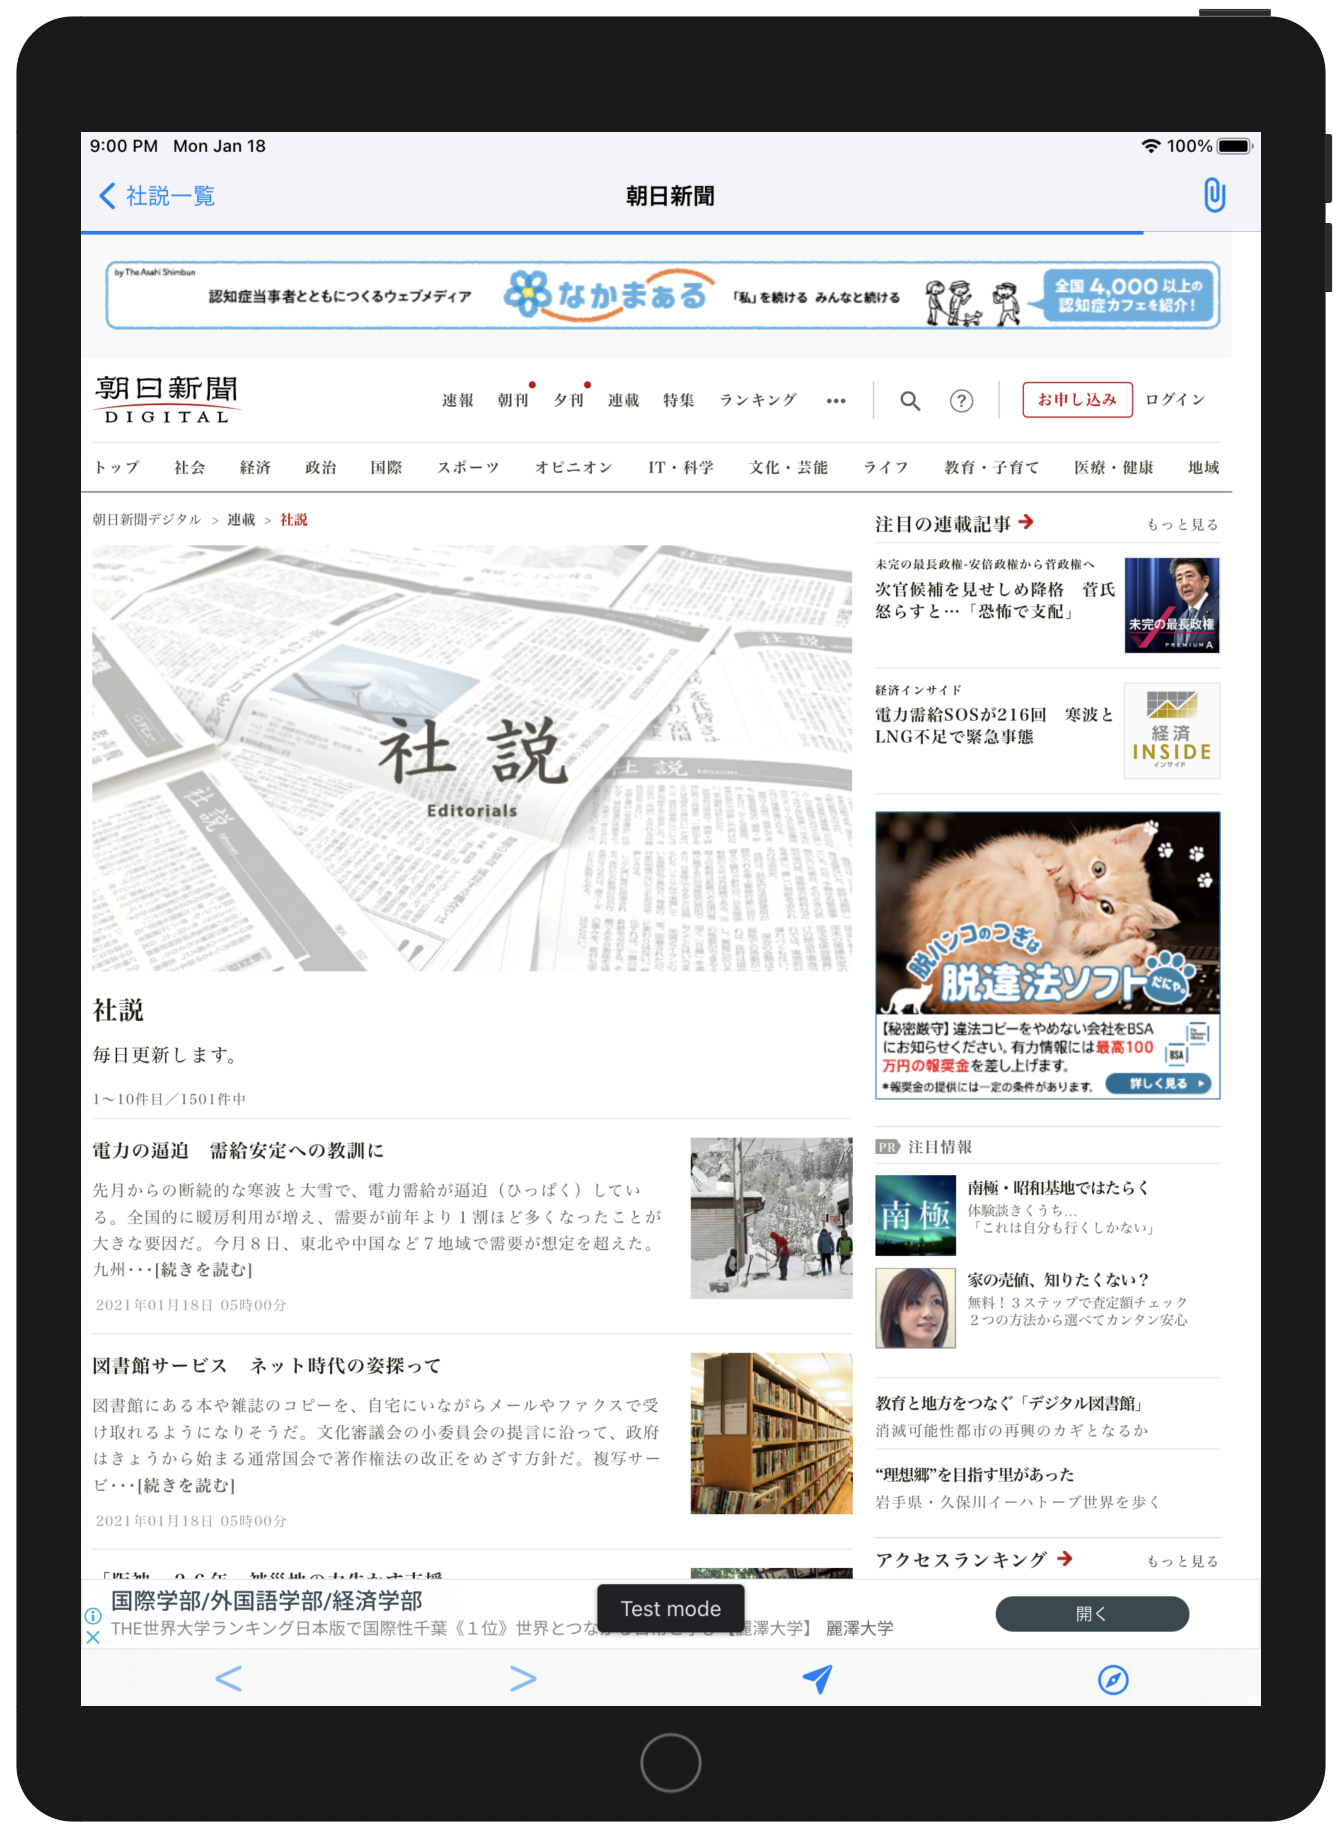 9:00 PM Mon Jan 18
100%
社説一覧
朝日新聞
by The Asahi Shimbun
認知症当事者とともにつくるウェブメディア
なかまぁる
「私」を続ける みんなと続ける
全国 4,000 以上の
認知症カフェを紹介！
朝日新聞
DIGITAL
速報 朝刊 夕刊 連載 特集 ランキング ••• ? お申し込み ログイン
トップ 社会 経済 政治 国際 スポーツ オピニオン IT・科学 文化・芸能 ライフ 教育・子育て 医療・健康 地域
朝日新聞デジタル > 連載 > 社説
社説
Editorials
社説
毎日更新します。
1〜10件目／1501件中
電力の逼迫　需給安定への教訓に
先月からの断続的な寒波と大雪で、電力需給が逼迫（ひっぱく）してい
る。全国的に暖房利用が増え、需要が前年より１割ほど多くなったことが
大きな要因だ。今月８日、東北や中国など７地域で需要が想定を超えた。
九州･･･[続きを読む]
2021年01月18日 05時00分
図書館サービス　ネット時代の姿探って
図書館にある本や雑誌のコピーを、自宅にいながらメールやファクスで受
け取れるようになりそうだ。文化審議会の小委員会の提言に沿って、政府
はきょうから始まる通常国会で著作権法の改正をめざす方針だ。複写サー
ビ･･･[続きを読む]
2021年01月18日 05時00分
注目の連載記事
もっと見る
未完の最長政権-安倍政権から菅政権へ
次官候補を見せしめ降格　菅氏
怒らすと…「恐怖で支配」
未完の最長政権
PREMIUM A
経済インサイド
電力需給SOSが216回　寒波と
LNG不足で緊急事態
経済
INSIDE
インサイド
脱ハンコのつぎは
脱違法ソフト
だにゃ。
【秘密厳守】違法コピーをやめない会社をBSA
にお知らせください。有力情報には最高100
万円の報奨金を差し上げます。
BSA
*報奨金の提供には一定の条件があります。
詳しく見る
PR 注目情報
南極
南極・昭和基地ではたらく
体験談きくうち…
「これは自分も行くしかない」
家の売値、知りたくない？
無料！３ステップで査定額チェック
２つの方法から選べてカンタン安心
教育と地方をつなぐ「デジタル図書館」
消滅可能性都市の再興のカギとなるか
“理想郷”を目指す里があった
岩手県・久保川イーハトーブ世界を歩く
アクセスランキング
もっと見る
国際学部/外国語学部/経済学部
THE世界大学ランキング日本版で国際性千葉《１位》世界とつな
麗澤大学】 麗澤大学
Test mode
開く